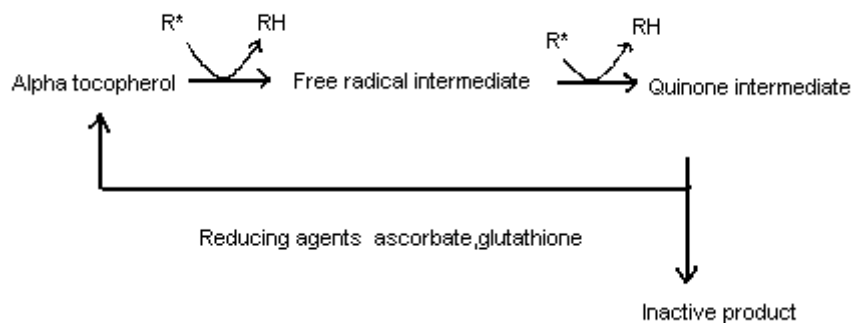 R* RH
R* RH
Alpha tocopherol Free radical intermediate Quinone intermediate
Reducing agents ascorbate,glutathione
Inactive product